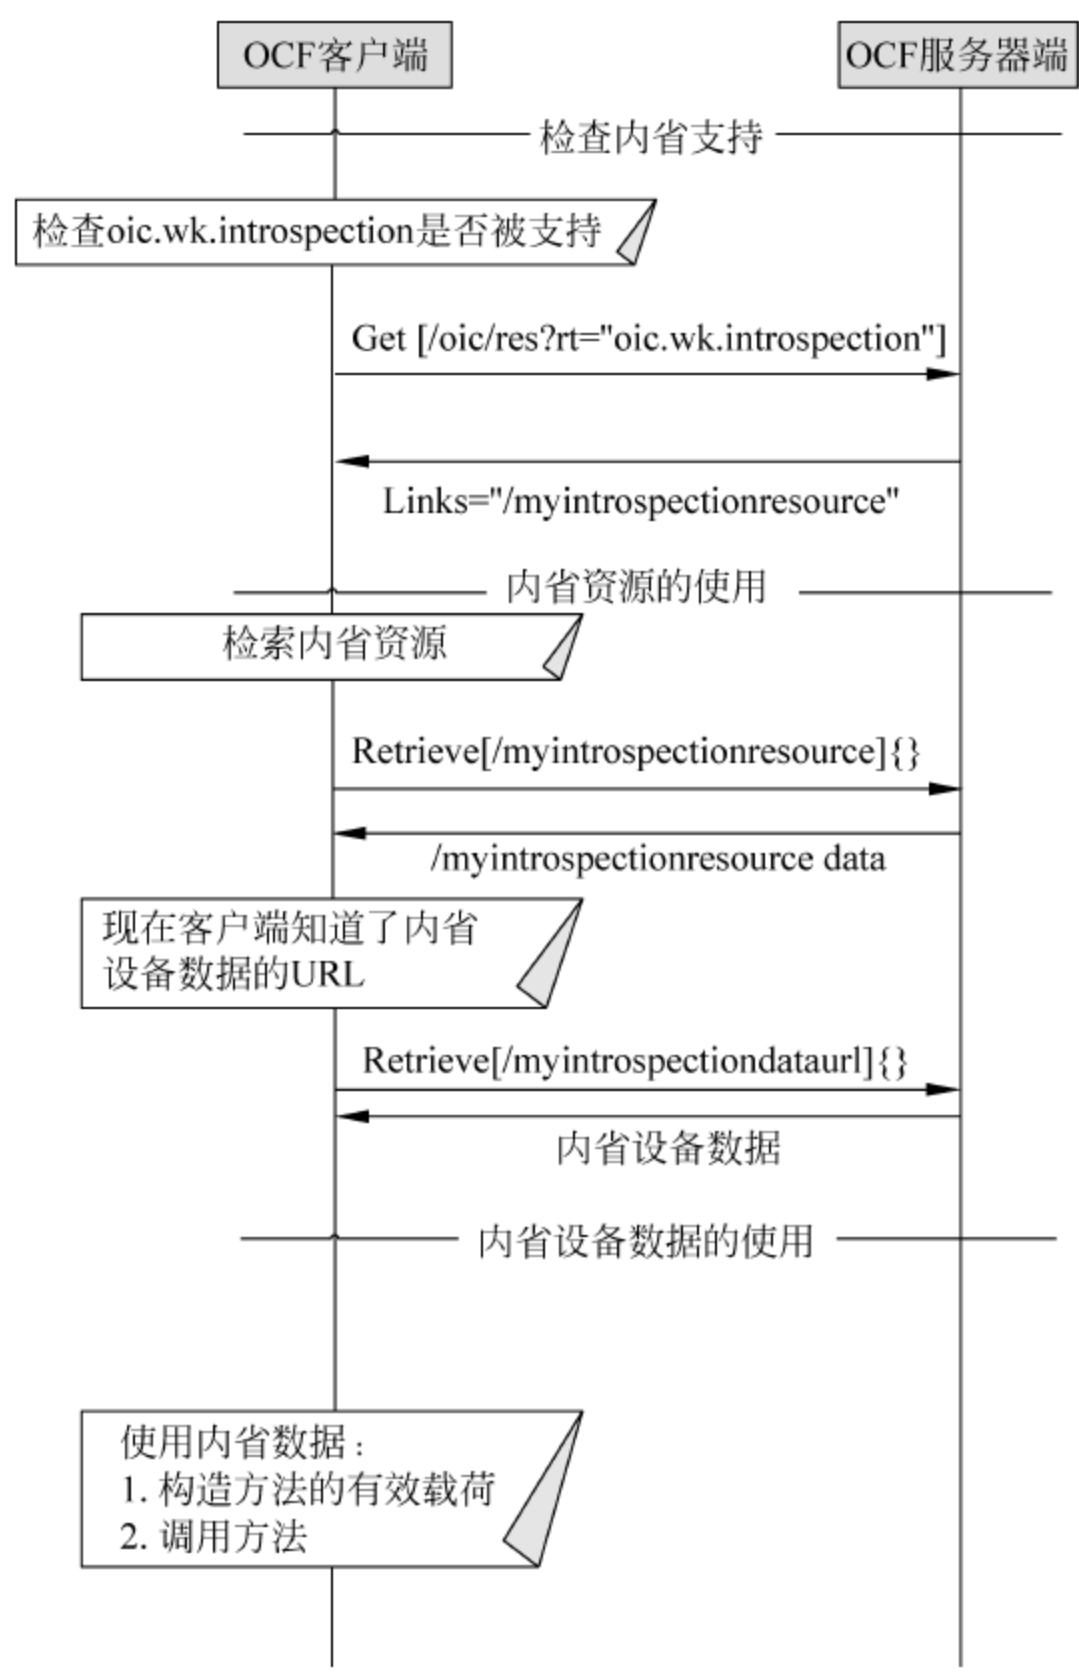 OCF客户端
OCF服务器端
检查内省支持
检查oic.wk.introspection是否被支持
Get [/oic/res?rt="oic.wk.introspection"]
Links="/myintrospectionresource"
内省资源的使用
检索内省资源
Retrieve[/myintrospectionresource]{}
/myintrospectionresource data
现在客户端知道了内省
设备数据的URL
Retrieve[/myintrospectiondataurl]{}
内省设备数据
内省设备数据的使用
使用内省数据：
1. 构造方法的有效载荷
2. 调用方法